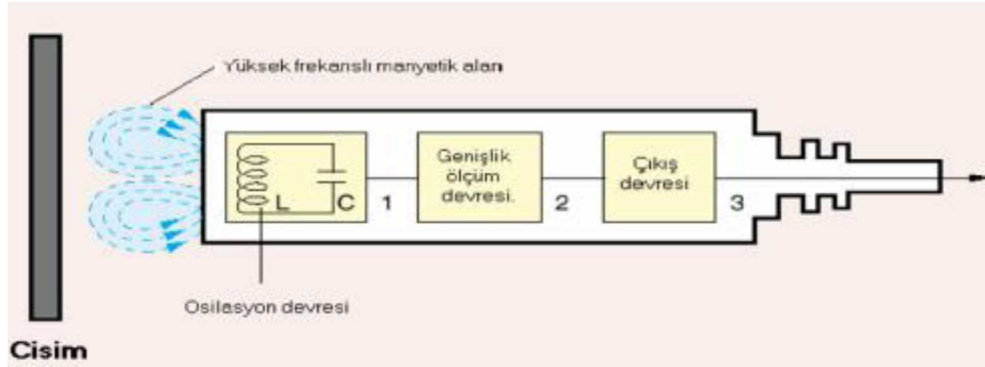 Yüksek frekanslı manyetik alan
L
C
1
Genişlik
ölçüm
devresi.
2
Çıkış
devresi
3
Osilasyon devresi
Cisim